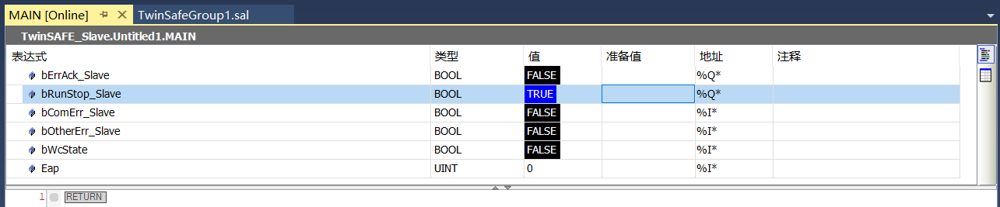 MAIN [Online] TwinSafeGroup1.sal
TwinSAFE_Slave.Untitled1.MAIN
表达式 类型 值 准备值 地址 注释
bErrAck_Slave BOOL FALSE %Q*
bRunStop_Slave BOOL TRUE %Q*
bComErr_Slave BOOL FALSE %I*
bOtherErr_Slave BOOL FALSE %I*
bWcState BOOL FALSE %I*
Eap UINT 0 %I*
1 RETURN